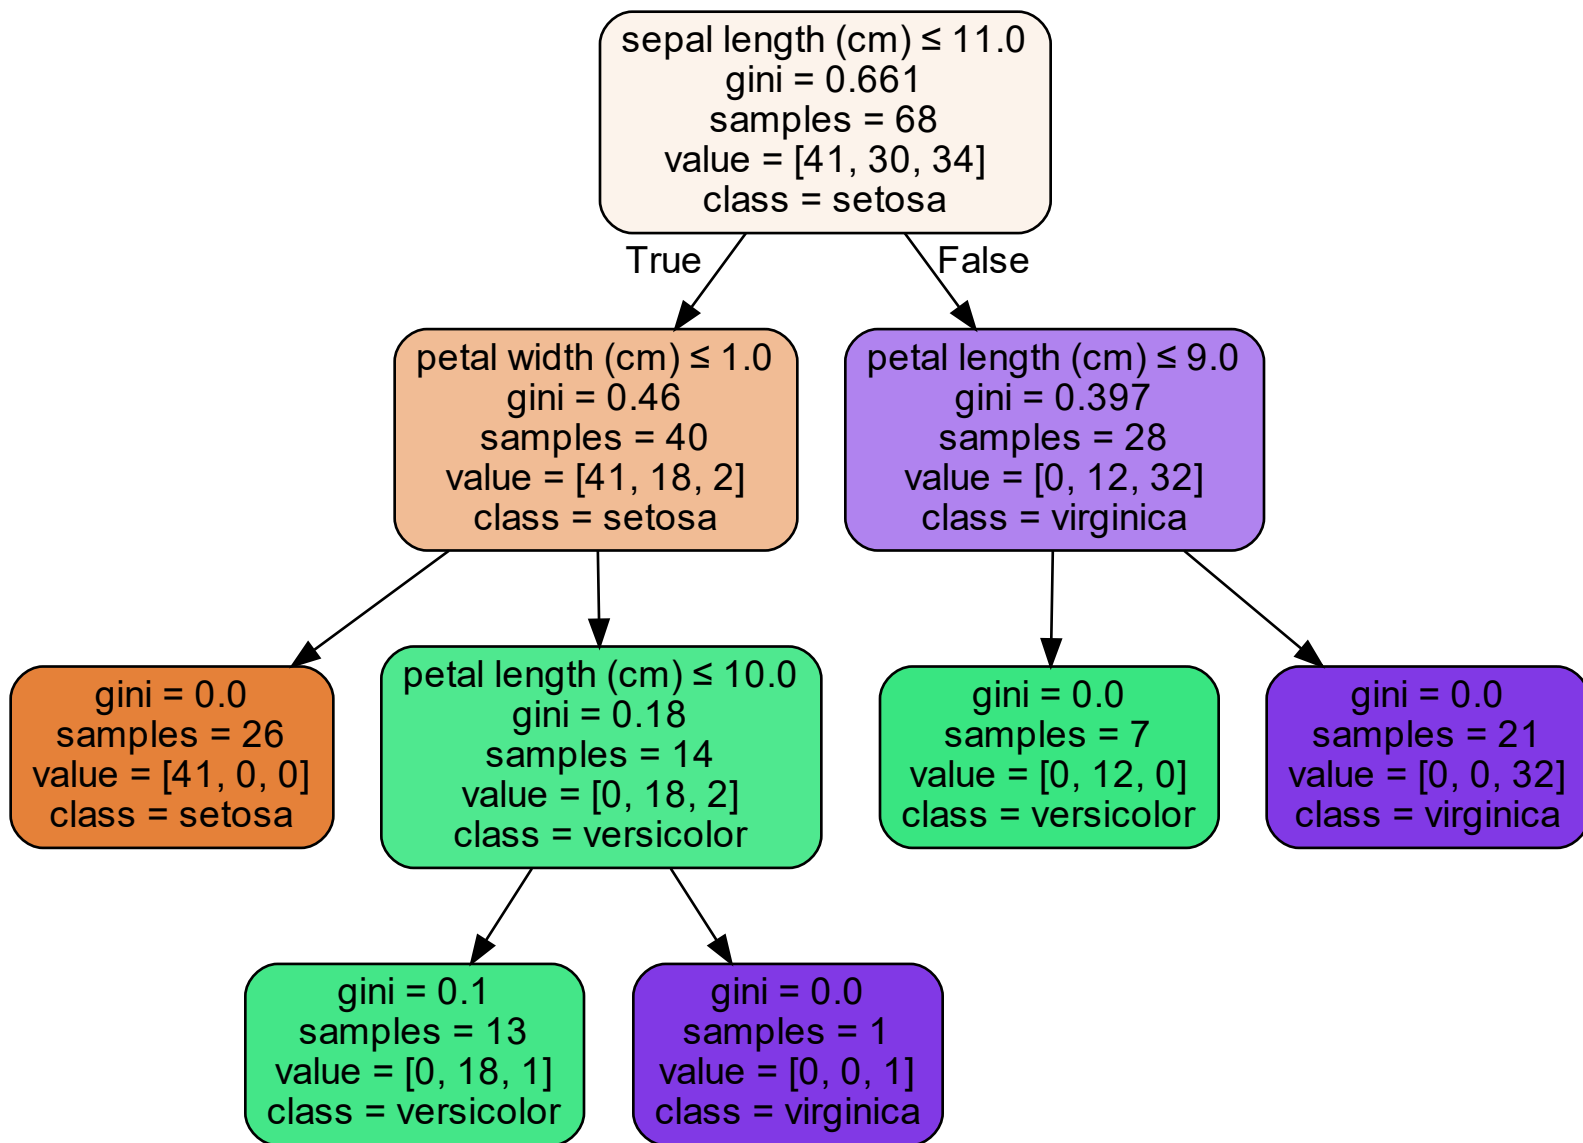 sepal length (cm) ≤ 11.0
gini = 0.661
samples = 68
value = [41, 30, 34]
class = setosa
True
False
petal width (cm) ≤ 1.0
gini = 0.46
samples = 40
value = [41, 18, 2]
class = setosa
petal length (cm) ≤ 9.0
gini = 0.397
samples = 28
value = [0, 12, 32]
class = virginica
gini = 0.0
samples = 26
value = [41, 0, 0]
class = setosa
petal length (cm) ≤ 10.0
gini = 0.18
samples = 14
value = [0, 18, 2]
class = versicolor
gini = 0.0
samples = 7
value = [0, 12, 0]
class = versicolor
gini = 0.0
samples = 21
value = [0, 0, 32]
class = virginica
gini = 0.1
samples = 13
value = [0, 18, 1]
class = versicolor
gini = 0.0
samples = 1
value = [0, 0, 1]
class = virginica